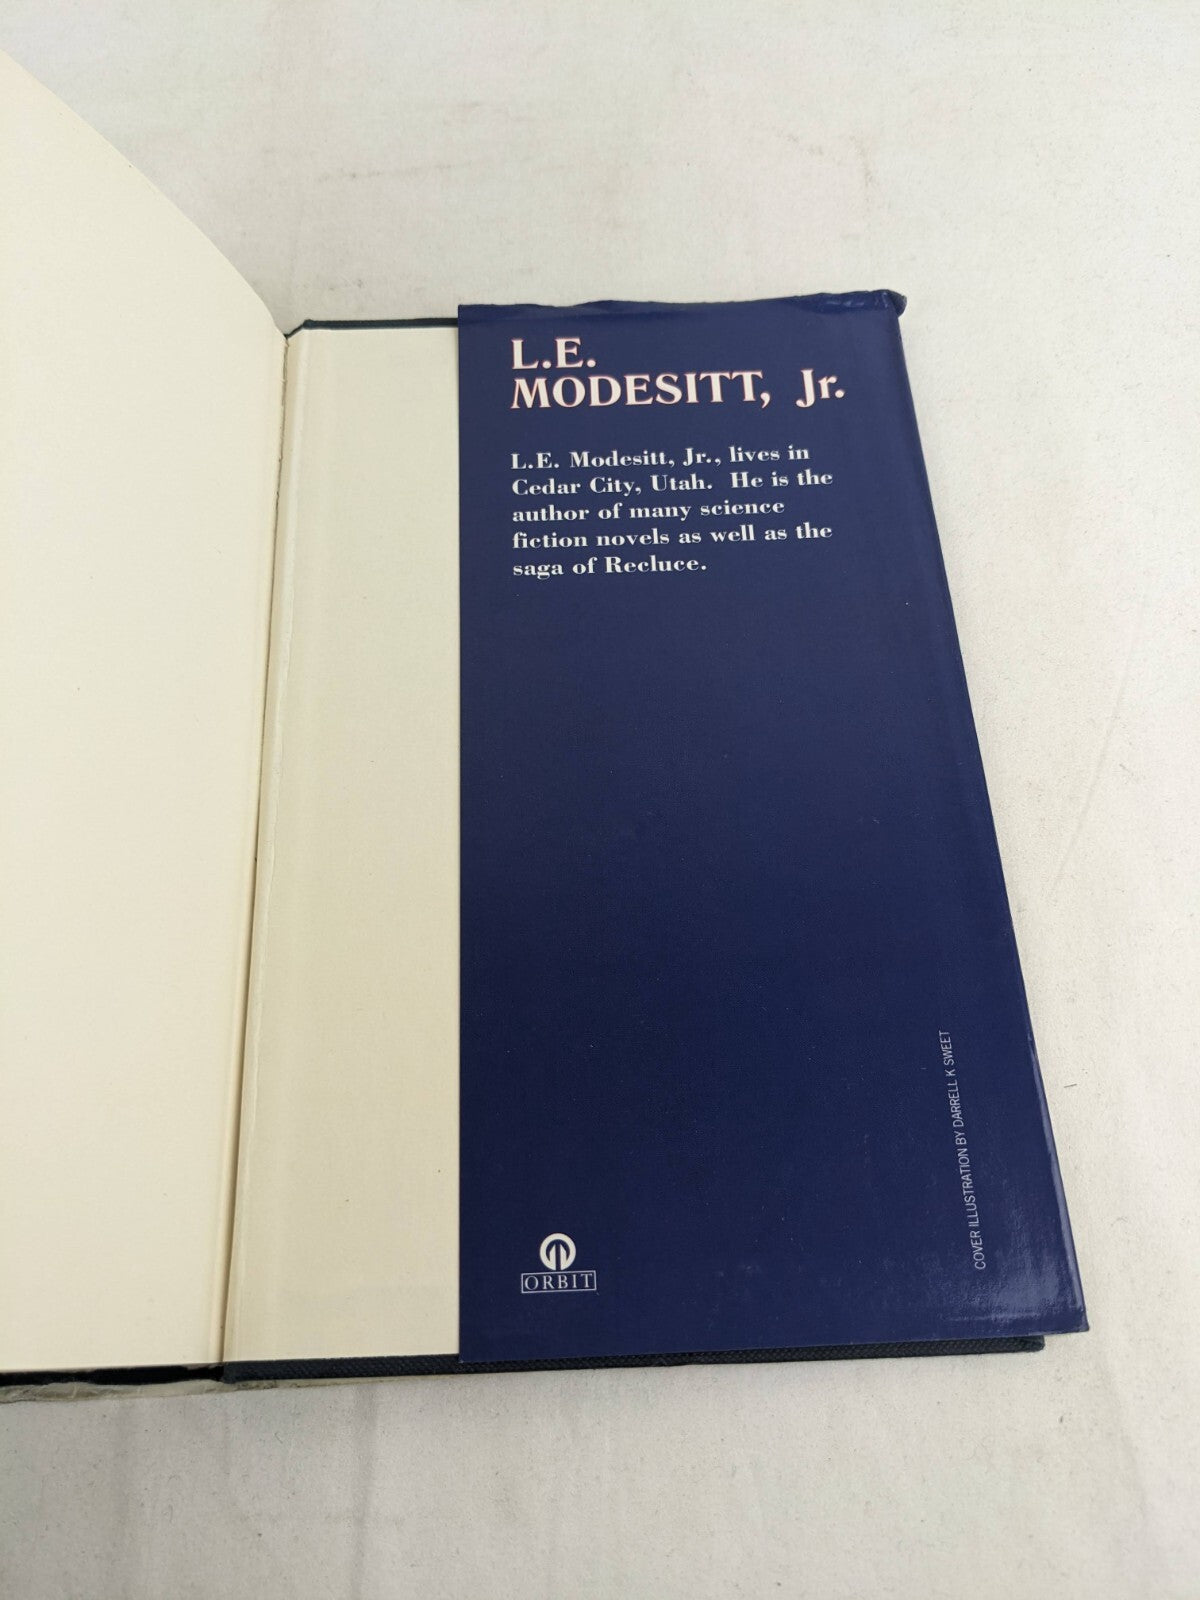 L.E.
MODESITT, Jr.
L.E. Modesitt, Jr., lives in
Cedar City, Utah. He is the
author of many science
fiction novels as well as the
saga of Recluce.
COVER ILLUSTRATION BY DARRELL K SWEET
ORBIT